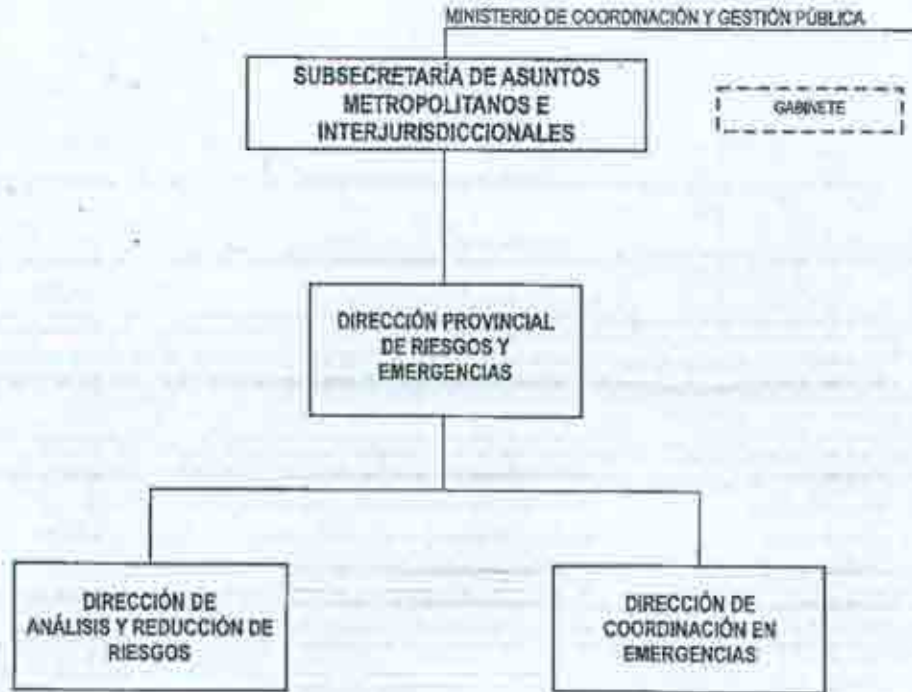 MINISTERIO DE COORDINACIÓN Y GESTIÓN PÚBLICA
SUBSECRETARÍA DE ASUNTOS
METROPOLITANOS E
INTERJURISDICCIONALES
GABINETE
DIRECCIÓN PROVINCIAL
DE RIESGOS Y
EMERGENCIAS
DIRECCIÓN DE
ANÁLISIS Y REDUCCIÓN DE
RIESGOS
DIRECCIÓN DE
COORDINACIÓN EN
EMERGENCIAS